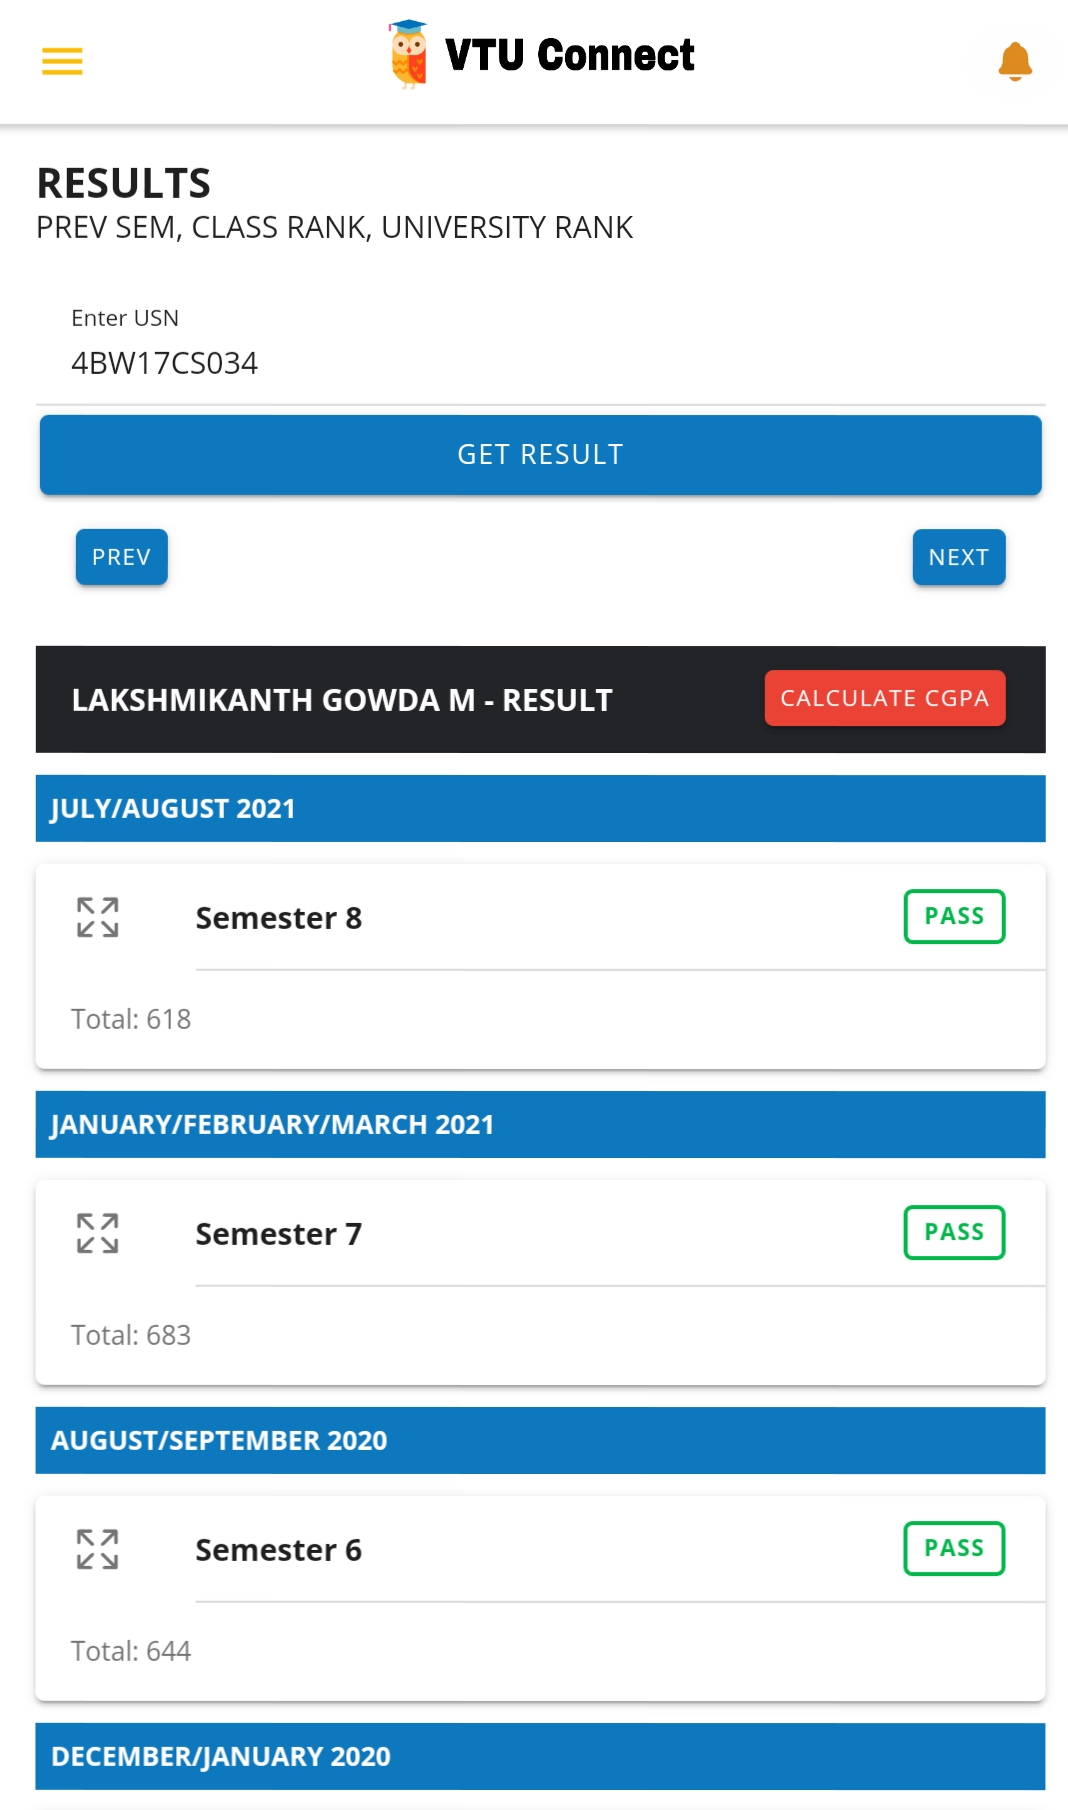 VTU Connect
RESULTS
PREV SEM, CLASS RANK, UNIVERSITY RANK
Enter USN
4BW17CS034
GET RESULT
PREV
NEXT
LAKSHMIKANTH GOWDA M - RESULT
CALCULATE CGPA
JULY/AUGUST 2021
Semester 8
PASS
Total: 618
JANUARY/FEBRUARY/MARCH 2021
Semester 7
PASS
Total: 683
AUGUST/SEPTEMBER 2020
Semester 6
PASS
Total: 644
DECEMBER/JANUARY 2020